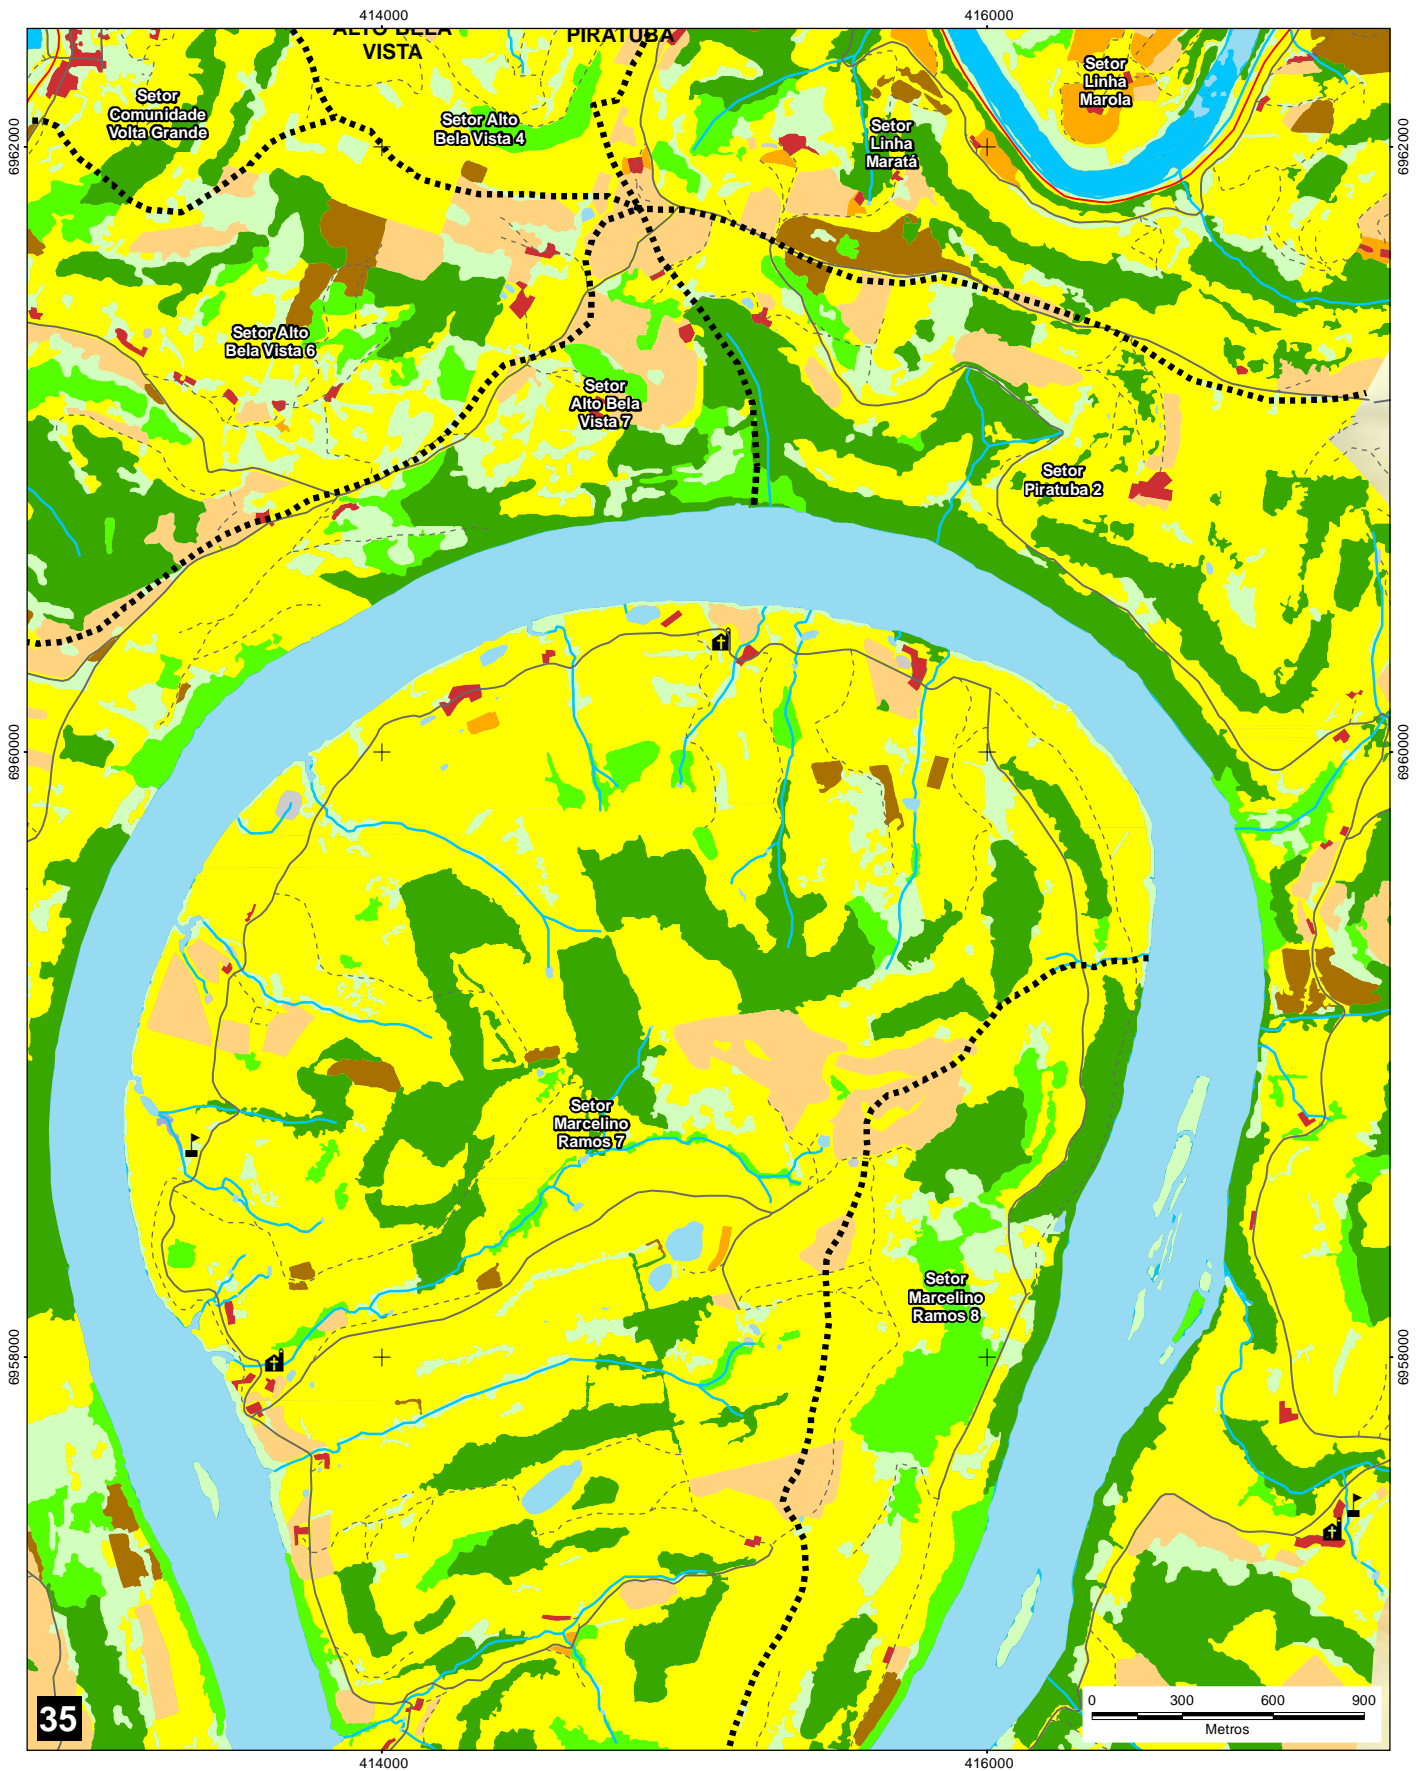 414000
416000
ALTO BELA
VISTA
PIRATUBA
Setor
Comunidade
Volta Grande
Setor Alto
Bela Vista 4
Setor
Linha
Marola
Setor
Linha
Maratá
6962000
6962000
Setor Alto
Bela Vista 6
Setor
Alto Bela
Vista 7
Setor
Piratuba 2
6960000
6960000
Setor
Marcelino
Ramos 7
Setor
Marcelino
Ramos 8
6958000
6958000
35
0
300
600
900
Metros
414000
416000